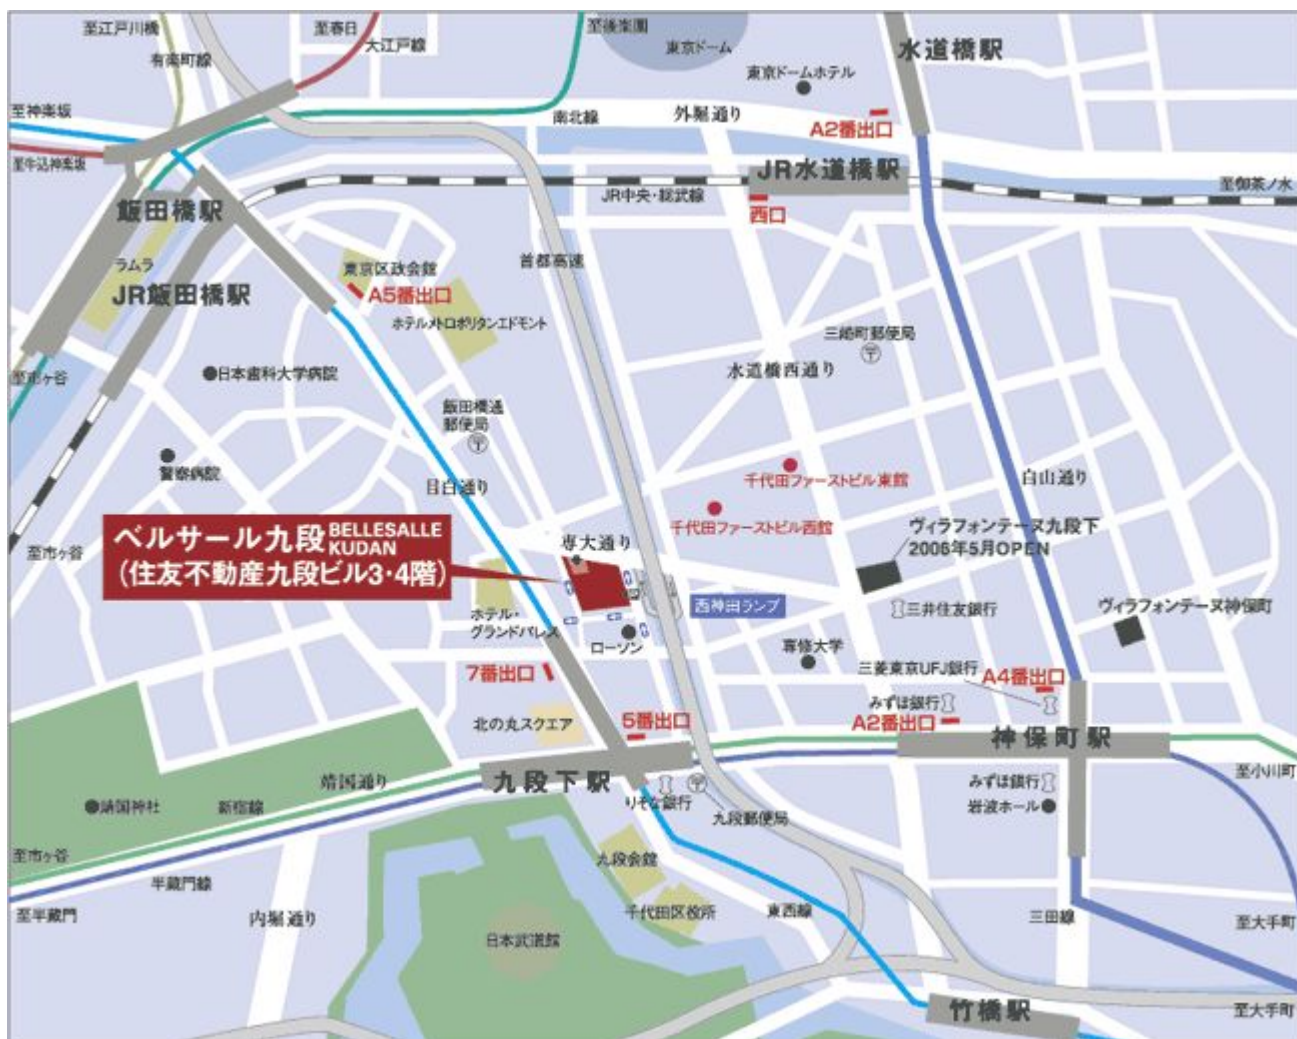 至江戸川橋
至春日
大江戸線
有楽町線
至後楽園
東京ドーム
水道橋駅
東京ドームホテル
至神楽坂
南北線
外堀通り
A2番出口
至牛込神楽坂
JR水道橋駅
JR中央・総武線
至御茶ノ水
西口
飯田橋駅
ラムラ
JR飯田橋駅
東京区政会館
A5番出口
首都高速
ホテルメトロポリタンエドモント
三崎町郵便局
水道橋西通り
至市ヶ谷
日本歯科大学病院
飯田橋通
郵便局
警察病院
目白通り
千代田ファーストビル東館
白山通り
千代田ファーストビル西館
ベルサール九段 BELLESALLE
KUDAN
(住友不動産九段ビル3・4階)
至市ヶ谷
専大通り
ヴィラフォンテーヌ九段下
2006年5月OPEN
西神田ランプ
三井住友銀行
ヴィラフォンテーヌ神保町
ホテル・
グランドパレス
ローソン
専修大学
三菱東京UFJ銀行
A4番出口
7番出口
みずほ銀行
A2番出口
北の丸スクエア
5番出口
神保町駅
靖国通り
九段下駅
至小川町
みずほ銀行
岩波ホール
靖国神社
新宿線
りそな銀行
九段郵便局
至市ヶ谷
半蔵門線
九段会館
至半蔵門
内堀通り
千代田区役所
東西線
三田線
至大手町
日本武道館
竹橋駅
至大手町